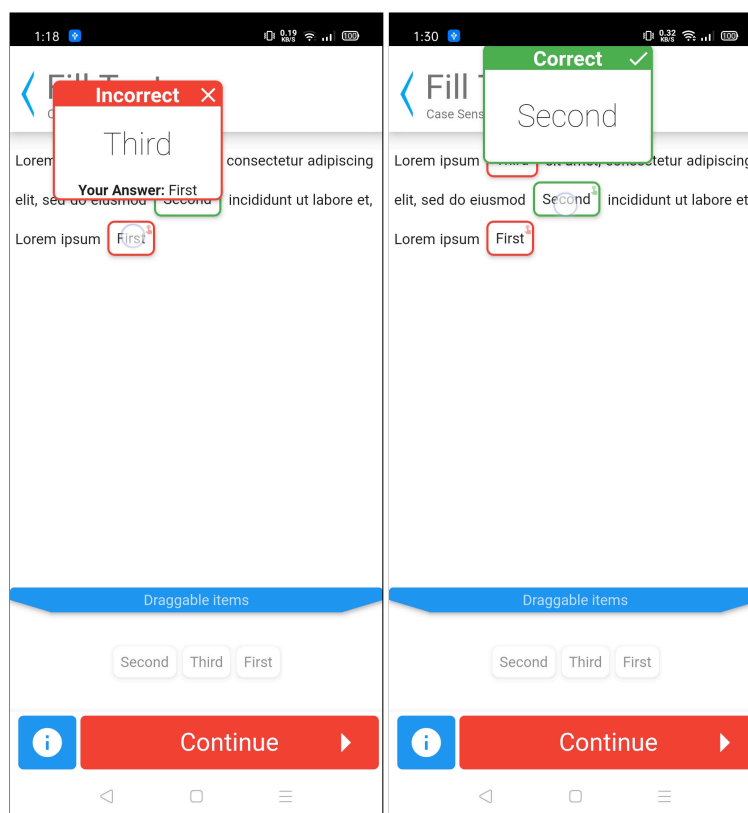 1:18
0.19
KB/S
100
Fill
Incorrect
Third
Your Answer: First
Lorem
consectetur adipiscing
elit, sed do eiusmod Second incididunt ut labore et,
Lorem ipsum First
Draggable items
Second Third First
Continue
1:30
0.32
KB/S
100
Fill
Case Sens
Correct
Second
Lorem ipsum Third sit amet, consectetur adipiscing
elit, sed do eiusmod Second incididunt ut labore et
Lorem ipsum First
Draggable items
Second Third First
Continue